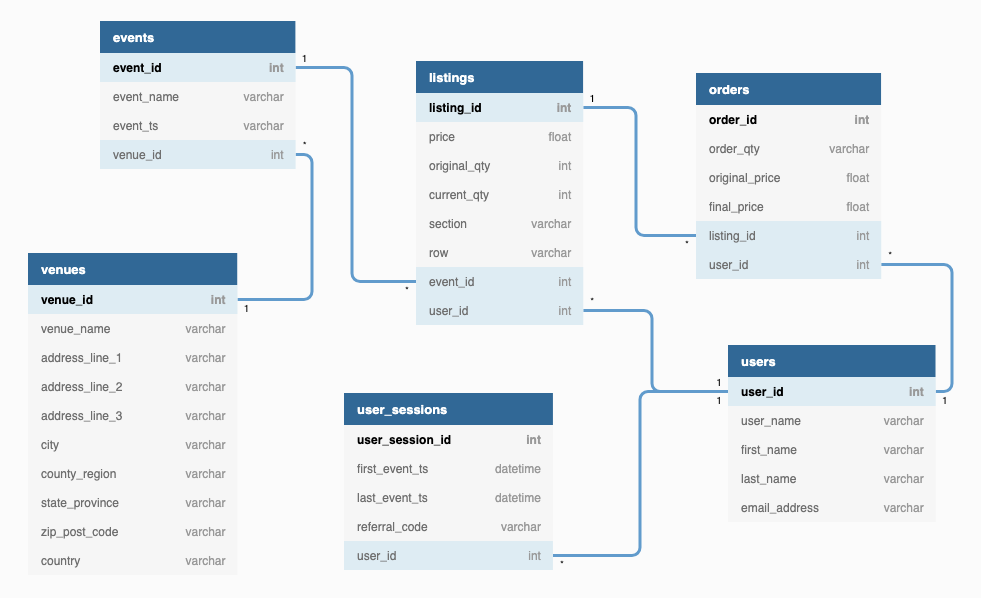 events
event_id int
event_name varchar
event_ts varchar
venue_id int
1
*
venues
venue_id int
venue_name varchar
address_line_1 varchar
address_line_2 varchar
address_line_3 varchar
city varchar
county_region varchar
state_province varchar
zip_post_code varchar
country varchar
1
listings
listing_id int
price float
original_qty int
current_qty int
section varchar
row varchar
event_id int
user_id int
1
*
*
user_sessions
user_session_id int
first_event_ts datetime
last_event_ts datetime
referral_code varchar
user_id int
*
orders
order_id int
order_qty varchar
original_price float
final_price float
listing_id int
user_id int
*
*
users
user_id int
user_name varchar
first_name varchar
last_name varchar
email_address varchar
1
1
1